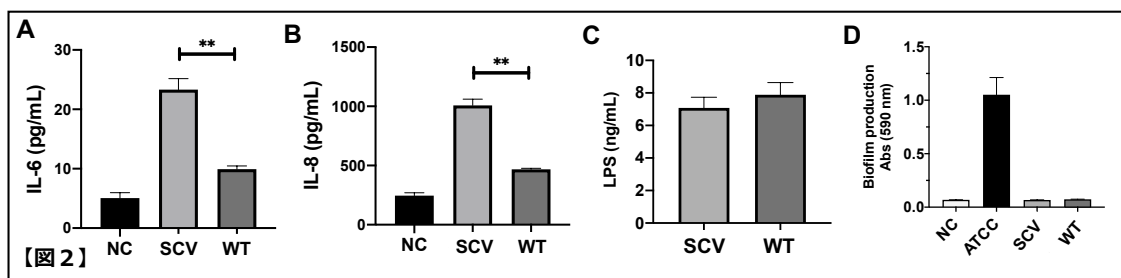 A
IL-6 (pg/mL)
30
20
10
0
**
NC SCV WT
B
IL-8 (pg/mL)
1500
1000
500
0
**
NC SCV WT
C
LPS (ng/mL)
10
8
6
4
2
0
SCV WT
D
Biofilm production
Abs (590 nm)
1.5
1.0
0.5
0.0
NC ATCC SCV WT
【図2】